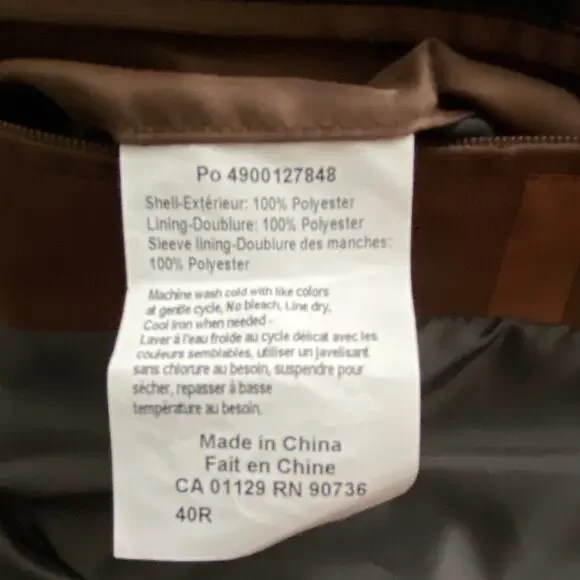 Po 4900127848
Shell-Extérieur: 100% Polyester
Lining-Doublure: 100% Polyester
Sleeve lining-Doublure des manches:
100% Polyester
Machine wash cold with like colors
at gentle cycle, No bleach, Line dry,
Cool Iron when needed -
Laver à l'eau froide au cycle délicat avec les
couleurs semblables, utiliser un javelisant
sans chlorure au besoin, suspendre pour
sécher, repasser à basse
température au besoin.
Made in China
Fait en Chine
CA 01129 RN 90736
40R